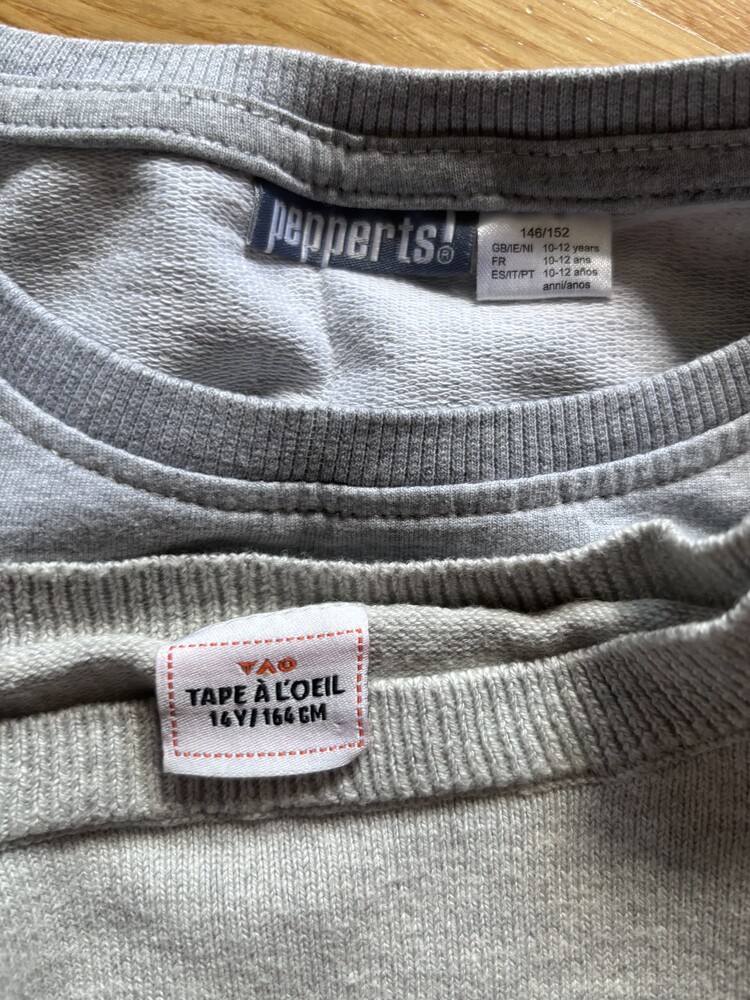 pepperts!®
146/152
GB/IE/NI 10-12 years
FR 10-12 ans
ES/IT/PT 10-12 años
anni/anos
TAO
TAPE À L'OEIL
14Y/164CM